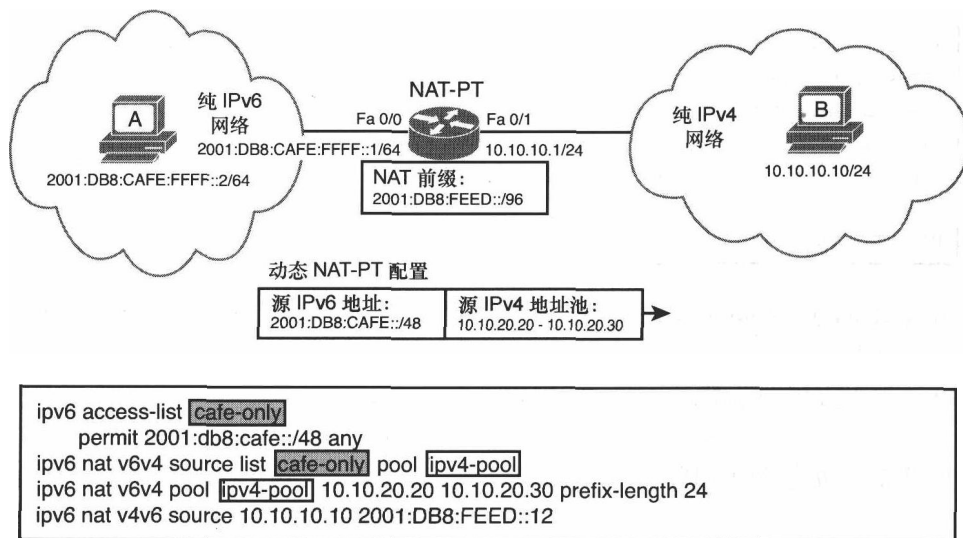 NAT-PT
A
纯 IPv6
网络
Fa 0/0
Fa 0/1
纯 IPv4
网络
B
2001:DB8:CAFE:FFFF::1/64
10.10.10.1/24
2001:DB8:CAFE:FFFF::2/64
10.10.10.10/24
NAT 前缀:
2001:DB8:FEED::/96
动态 NAT-PT 配置
源 IPv6 地址:
2001:DB8:CAFE::/48
源 IPv4 地址池:
10.10.20.20 - 10.10.20.30
ipv6 access-list cafe-only
permit 2001:db8:cafe::/48 any
ipv6 nat v6v4 source list cafe-only pool ipv4-pool
ipv6 nat v6v4 pool ipv4-pool 10.10.20.20 10.10.20.30 prefix-length 24
ipv6 nat v4v6 source 10.10.10.10 2001:DB8:FEED::12